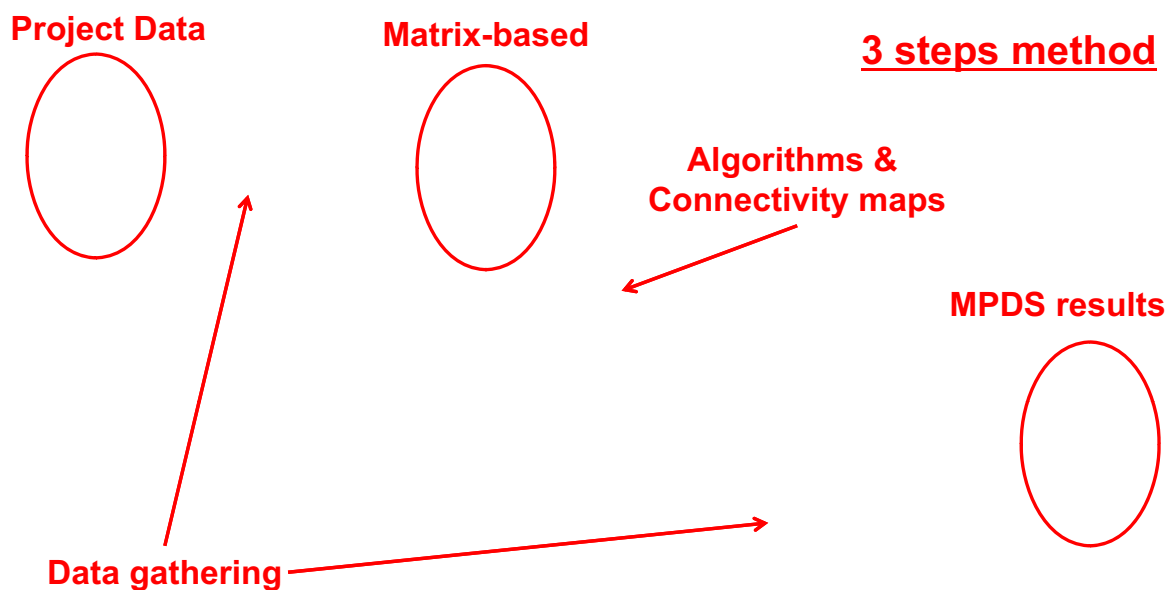 Project Data
Matrix-based
3 steps method
Algorithms &
Connectivity maps
MPDS results
Data gathering